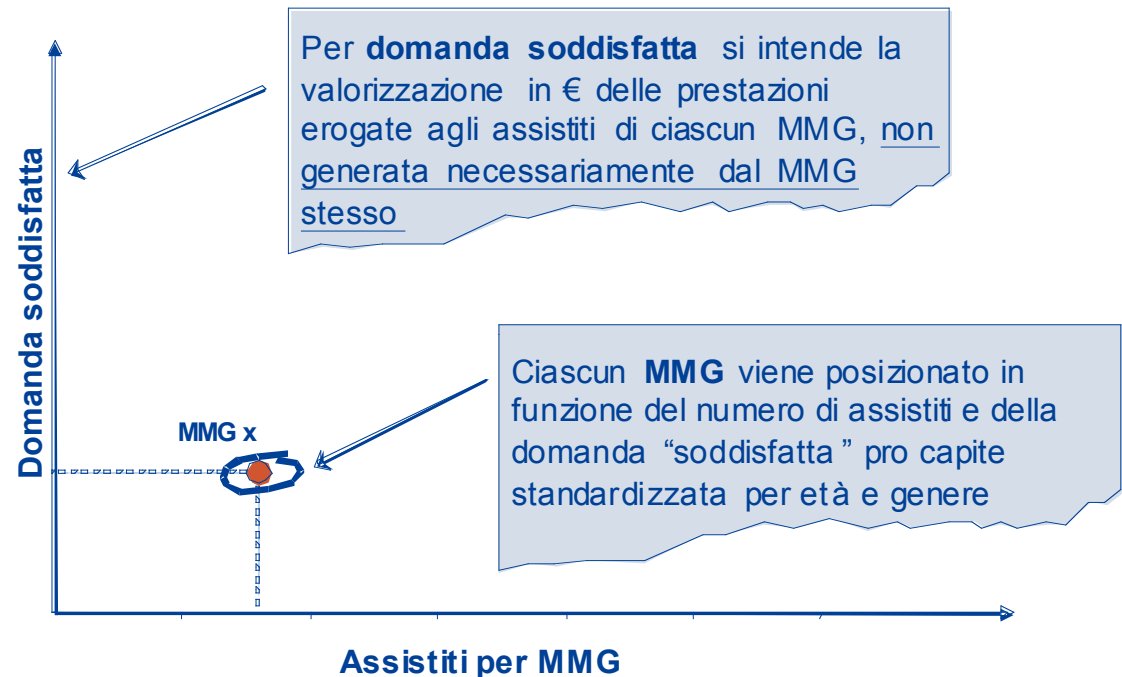 Per domanda soddisfatta si intende la
valorizzazione in € delle prestazioni
erogate agli assistiti di ciascun MMG, non
generata necessariamente dal MMG
stesso
Domanda soddisfatta
Ciascun MMG viene posizionato in
funzione del numero di assistiti e della
domanda “soddisfatta” pro capite
standardizzata per età e genere
MMG x
Assistiti per MMG